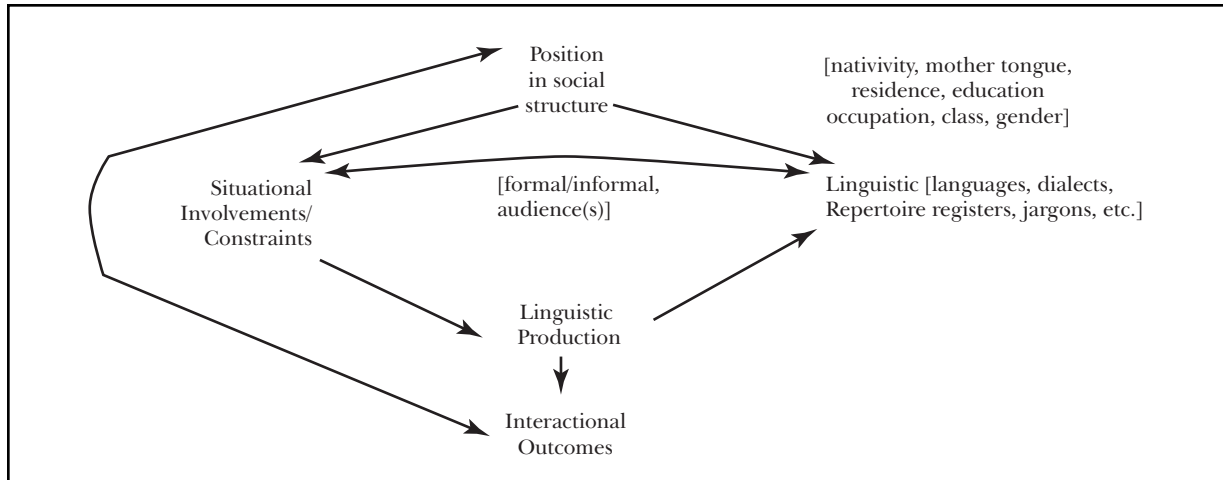 Position
in social
structure
[nativivity, mother tongue,
residence, education
occupation, class, gender]
Situational
Involvements/
Constraints
[formal/informal,
audience(s)]
Linguistic [languages, dialects,
Repertoire registers, jargons, etc.]
Linguistic
Production
Interactional
Outcomes